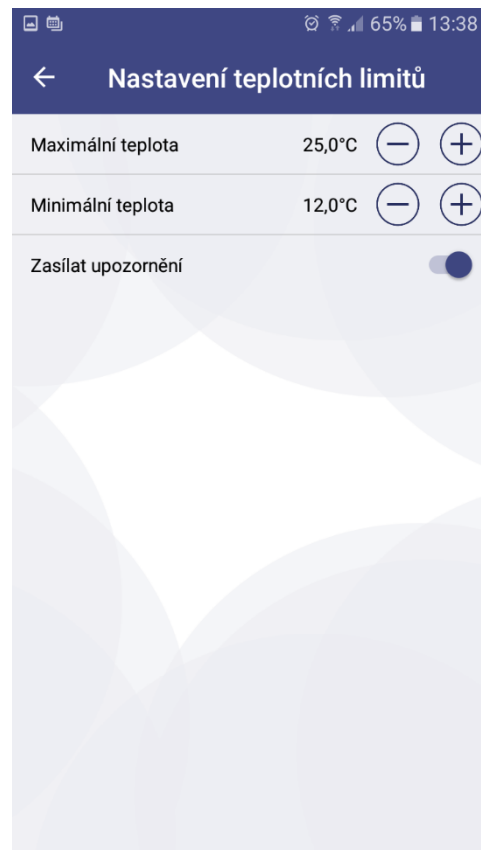 65% 13:38
Nastavení teplotních limitů
Maximální teplota 25,0°C
Minimální teplota 12,0°C
Zasílat upozornění